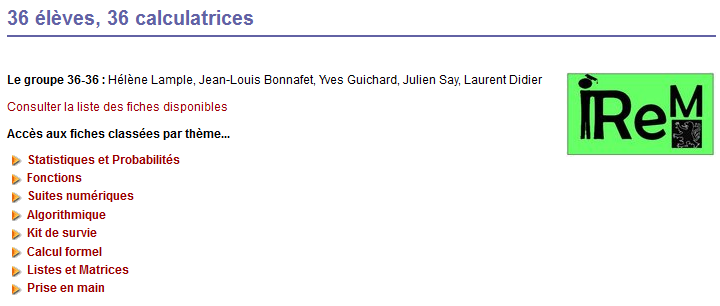 36 élèves, 36 calculatrices
Le groupe 36-36 : Hélène Lample, Jean-Louis Bonnafet, Yves Guichard, Julien Say, Laurent Didier
IReM
Consulter la liste des fiches disponibles
Accès aux fiches classées par thème...
Statistiques et Probabilités
Fonctions
Suites numériques
Algorithmique
Kit de survie
Calcul formel
Listes et Matrices
Prise en main